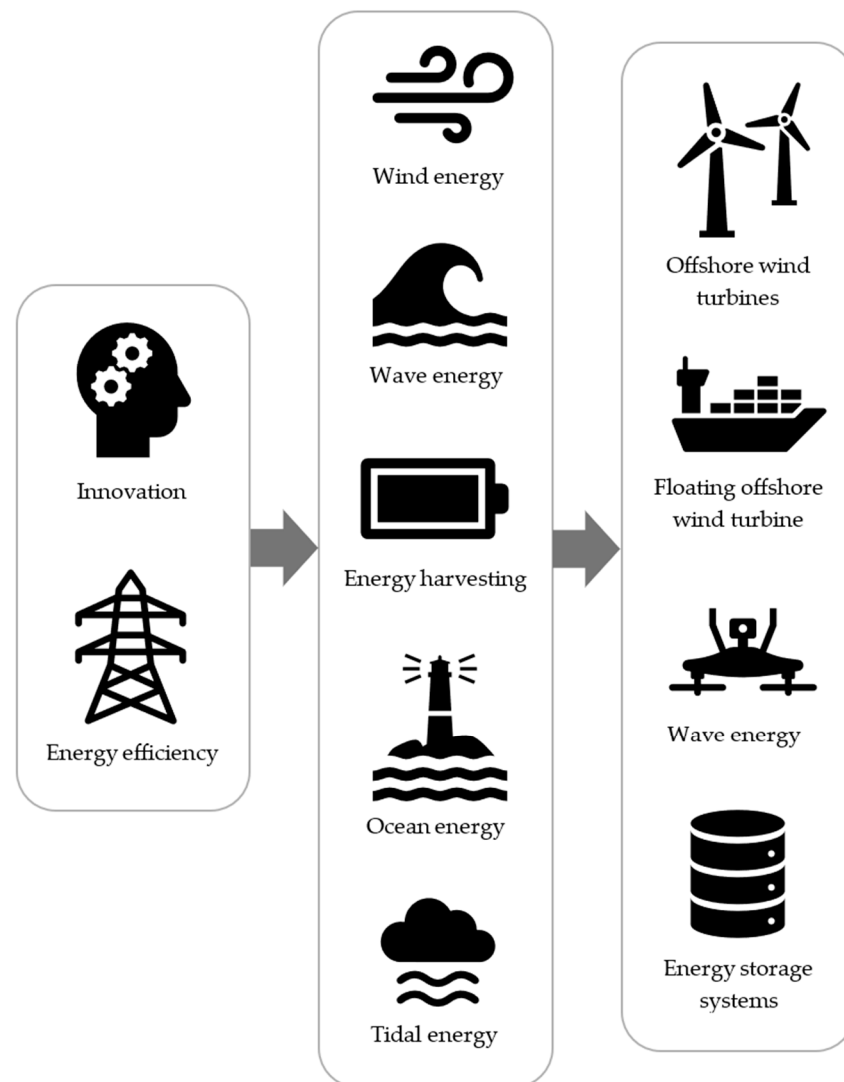 Innovation
Energy efficiency
Wind energy
Wave energy
Energy harvesting
Ocean energy
Tidal energy
Offshore wind
turbines
Floating offshore
wind turbine
Wave energy
Energy storage
systems